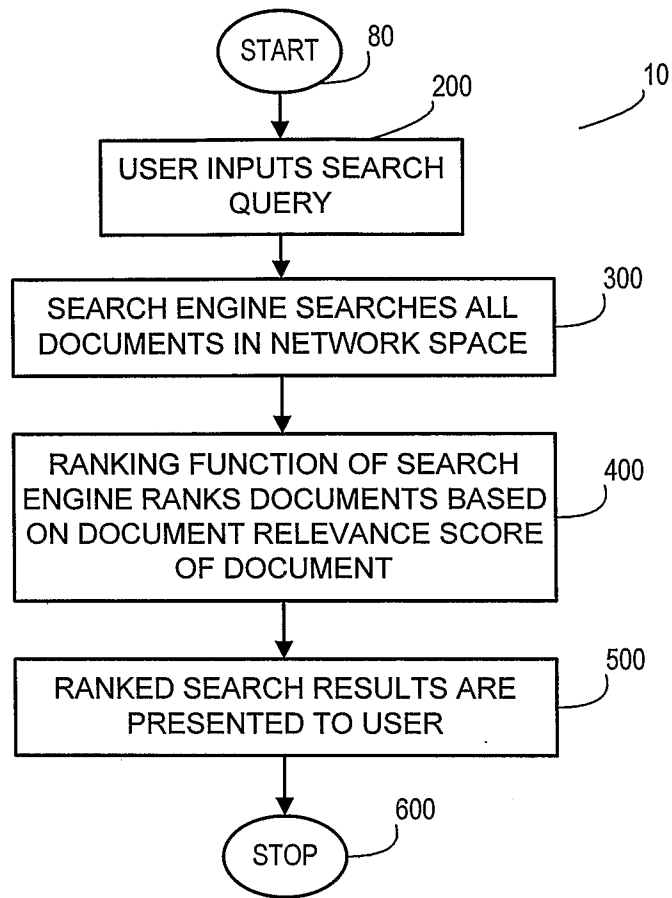 START
80
10
200
USER INPUTS SEARCH
QUERY
SEARCH ENGINE SEARCHES ALL
DOCUMENTS IN NETWORK SPACE
300
RANKING FUNCTION OF SEARCH
ENGINE RANKS DOCUMENTS BASED
ON DOCUMENT RELEVANCE SCORE
OF DOCUMENT
400
RANKED SEARCH RESULTS ARE
PRESENTED TO USER
500
STOP
600